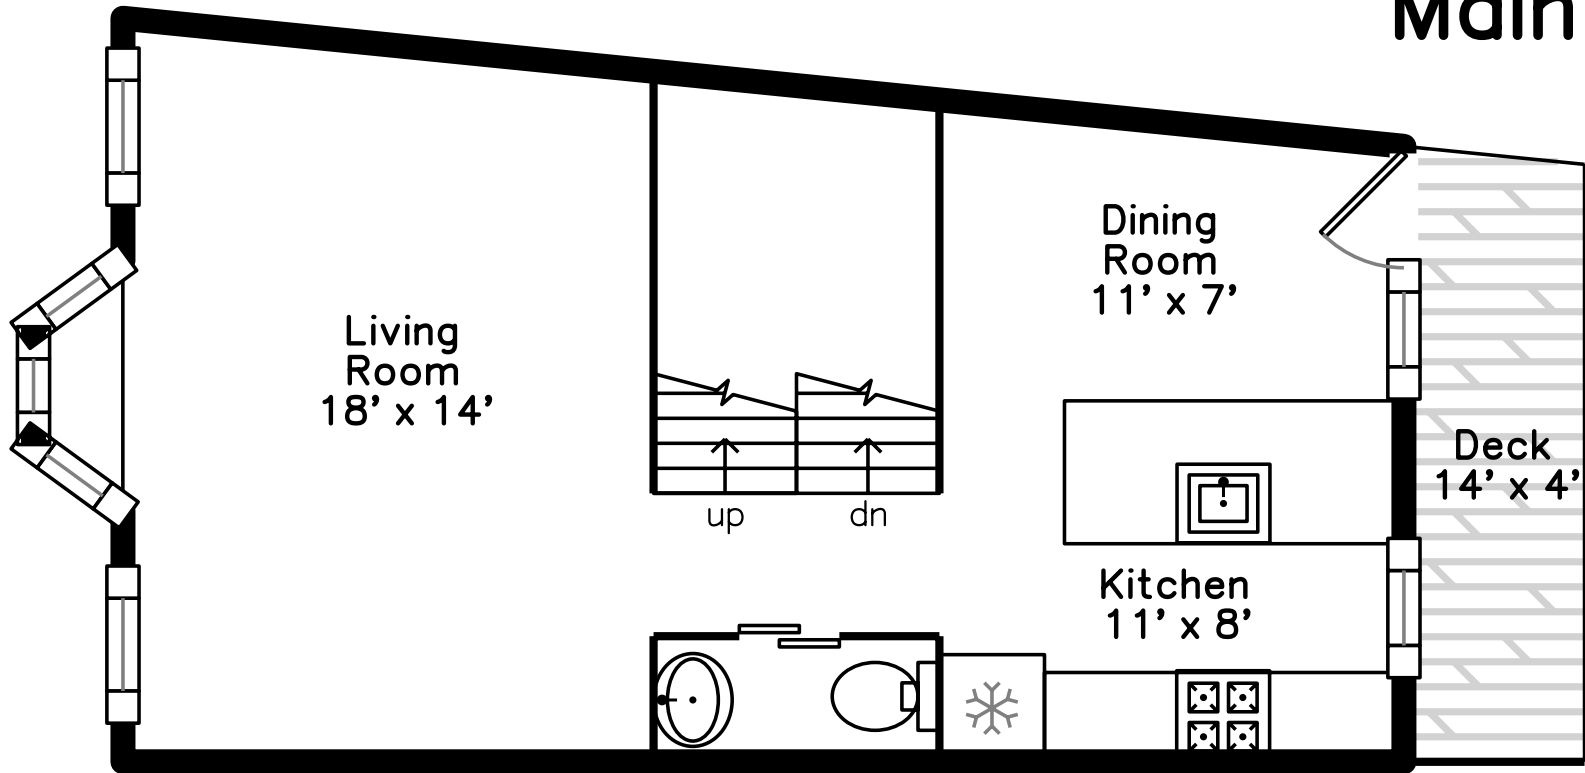 Main
Dining
Room
11' x 7'
Living
Room
18' x 14'
Deck
14' x 4'
up
dn
Kitchen
11' x 8'